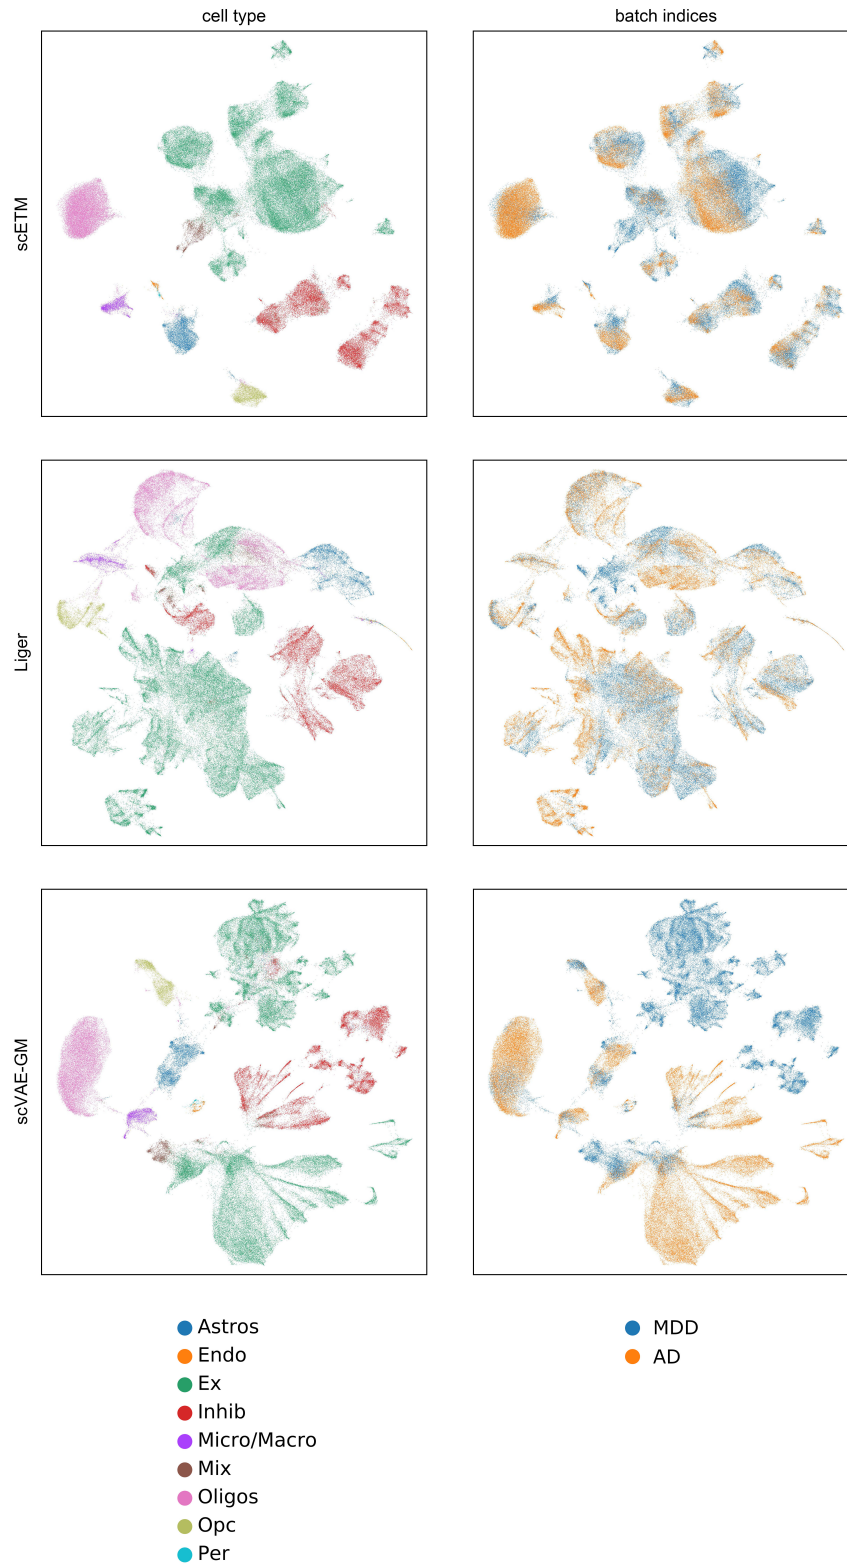 cell type
batch indices
scETM
Liger
scVAE-GM
Astros
Endo
Ex
Inhib
Micro/Macro
Mix
Oligos
Opc
Per
MDD
AD